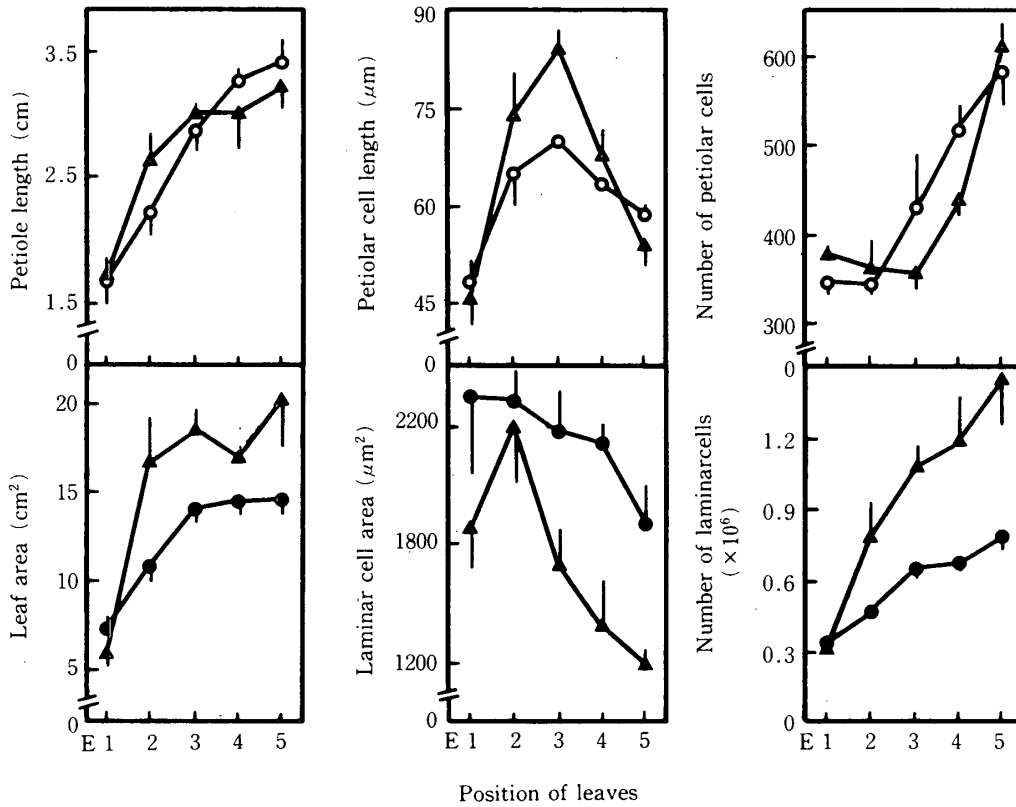 Petiole length (cm)
3.5
2.5
1.5
0
Petiolar cell length (μm)
90
75
60
45
0
Number of petiolar cells
600
500
400
300
0
Leaf area (cm²)
20
15
10
5
0
Laminar cell area (μm²)
2200
1800
1200
0
Number of laminarcells
(×10⁶)
1.2
0.9
0.6
0.3
0
E 1 2 3 4 5
E 1 2 3 4 5
E 1 2 3 4 5
Position of leaves